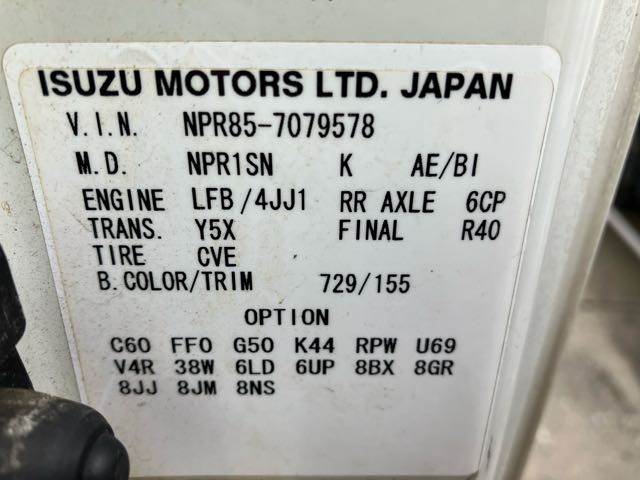 ISUZU MOTORS LTD. JAPAN
V.I.N. NPR85-7079578
M.D. NPR1SN K AE/BI
ENGINE LFB/4JJ1 RR AXLE 6CP
TRANS. Y5X FINAL R40
TIRE CVE
B.COLOR/TRIM 729/155
OPTION
C60 FF0 G50 K44 RPW U69
V4R 38W 6LD 6UP 8BX 8GR
8JJ 8JM 8NS